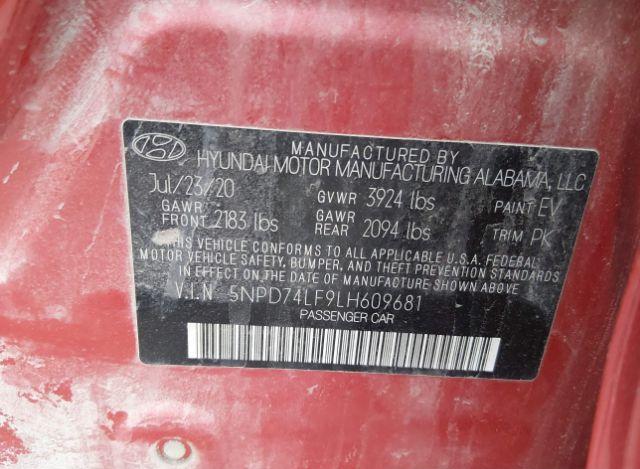 MANUFACTURED BY
HYUNDAI MOTOR MANUFACTURING ALABAMA, LLC
Jul/23/20 GVWR 3924 lbs PAINT EV
GAWR FRONT 2183 lbs GAWR REAR 2094 lbs TRIM PK
THIS VEHICLE CONFORMS TO ALL APPLICABLE U.S.A. FEDERAL
MOTOR VEHICLE SAFETY, BUMPER, AND THEFT PREVENTION
STANDARDS IN EFFECT ON THE DATE OF MANUFACTURE SHOWN ABOVE.
V.I.N 5NPD74LF9LH609681
PASSENGER CAR